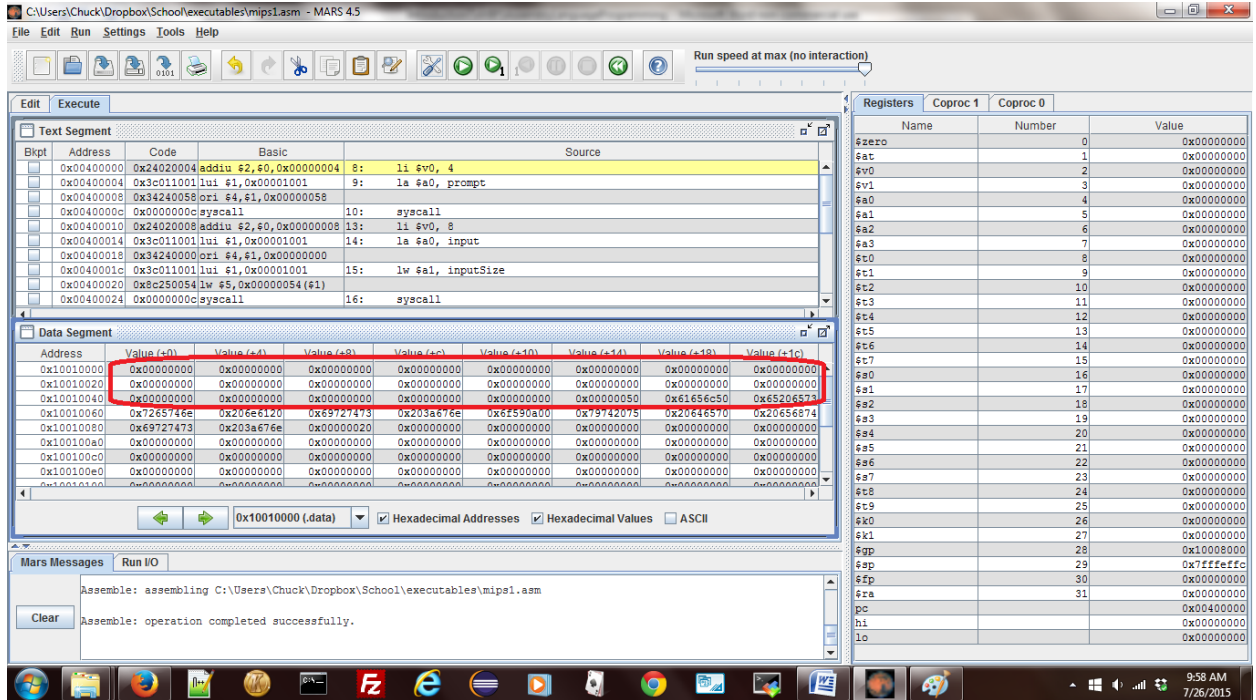 C:\Users\Chuck\Dropbox\School\executables\mips1.asm - MARS 4.5
File Edit Run Settings Tools Help
Run speed at max (no interaction)
Edit Execute
Text Segment
Bkpt Address Code Basic Source
0x00400000 0x24020004 addiu $2,$0,0x00000004 8: li $v0, 4
0x00400004 0x3c011001 lui $1,0x00001001 9: la $a0, prompt
0x00400008 0x34240058 ori $4,$1,0x00000058
0x0040000c 0x0000000c syscall 10: syscall
0x00400010 0x24020008 addiu $2,$0,0x00000008 13: li $v0, 8
0x00400014 0x3c011001 lui $1,0x00001001 14: la $a0, input
0x00400018 0x34240000 ori $4,$1,0x00000000
0x0040001c 0x3c011001 lui $1,0x00001001 15: lw $a1, inputSize
0x00400020 0x8c250054 lw $5,0x00000054($1)
0x00400024 0x0000000c syscall 16: syscall
Data Segment
Address Value (+0) Value (+4) Value (+8) Value (+c) Value (+10) Value (+14) Value (+18) Value (+1c)
0x10010000 0x00000000 0x00000000 0x00000000 0x00000000 0x00000000 0x00000000 0x00000000 0x00000000
0x10010020 0x00000000 0x00000000 0x00000000 0x00000000 0x00000000 0x00000000 0x00000000 0x00000000
0x10010040 0x00000000 0x00000000 0x00000000 0x00000000 0x00000000 0x00000050 0x61656c50 0x65206573
0x10010060 0x7265746e 0x206e6120 0x69727473 0x203a676e 0x6f590a00 0x79742075 0x20646570 0x20656874
0x10010080 0x69727473 0x203a676e 0x00000020 0x00000000 0x00000000 0x00000000 0x00000000 0x00000000
0x100100a0 0x00000000 0x00000000 0x00000000 0x00000000 0x00000000 0x00000000 0x00000000 0x00000000
0x100100c0 0x00000000 0x00000000 0x00000000 0x00000000 0x00000000 0x00000000 0x00000000 0x00000000
0x100100e0 0x00000000 0x00000000 0x00000000 0x00000000 0x00000000 0x00000000 0x00000000 0x00000000
0x10010000 (.data) Hexadecimal Addresses Hexadecimal Values ASCII
Mars Messages Run I/O
Assemble: assembling C:\Users\Chuck\Dropbox\School\executables\mips1.asm
Clear
Assemble: operation completed successfully.
Registers Coproc 1 Coproc 0
Name Number Value
$zero 0 0x00000000
$at 1 0x00000000
$v0 2 0x00000000
$v1 3 0x00000000
$a0 4 0x00000000
$a1 5 0x00000000
$a2 6 0x00000000
$a3 7 0x00000000
$t0 8 0x00000000
$t1 9 0x00000000
$t2 10 0x00000000
$t3 11 0x00000000
$t4 12 0x00000000
$t5 13 0x00000000
$t6 14 0x00000000
$t7 15 0x00000000
$s0 16 0x00000000
$s1 17 0x00000000
$s2 18 0x00000000
$s3 19 0x00000000
$s4 20 0x00000000
$s5 21 0x00000000
$s6 22 0x00000000
$s7 23 0x00000000
$t8 24 0x00000000
$t9 25 0x00000000
$k0 26 0x00000000
$k1 27 0x00000000
$gp 28 0x10008000
$sp 29 0x7fffeffc
$fp 30 0x00000000
$ra 31 0x00000000
pc 0x00400000
hi 0x00000000
lo 0x00000000
9:58 AM
7/26/2015